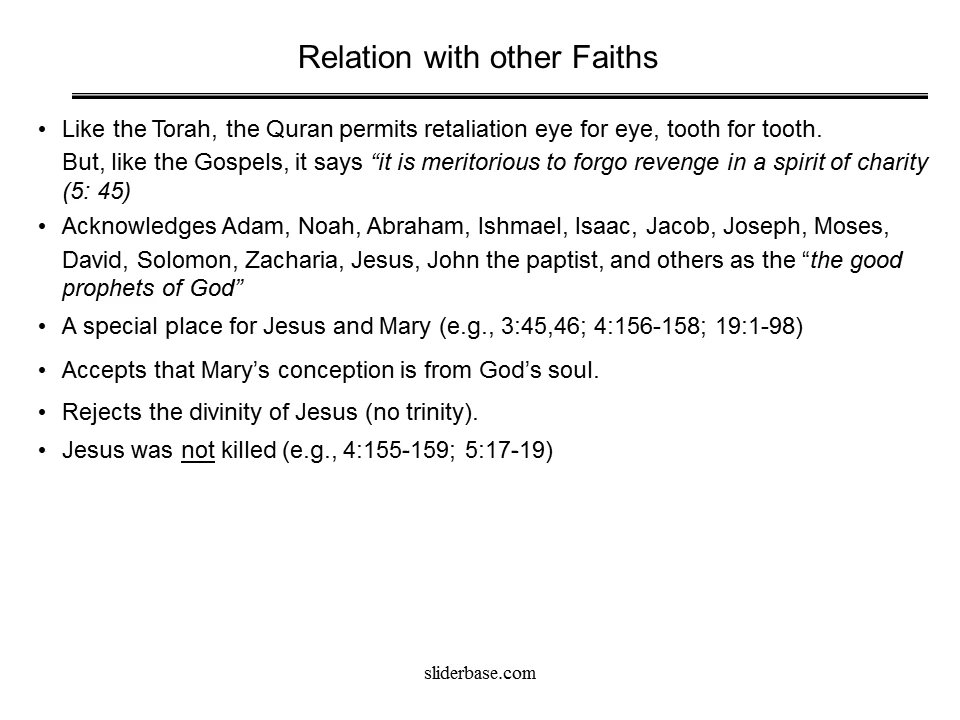 Relation with other Faiths
• Like the Torah, the Quran permits retaliation eye for eye, tooth for tooth.
But, like the Gospels, it says “it is meritorious to forgo revenge in a spirit of charity
(5: 45)
• Acknowledges Adam, Noah, Abraham, Ishmael, Isaac, Jacob, Joseph, Moses,
David, Solomon, Zacharia, Jesus, John the paptist, and others as the “the good
prophets of God”
• A special place for Jesus and Mary (e.g., 3:45,46; 4:156-158; 19:1-98)
• Accepts that Mary’s conception is from God’s soul.
• Rejects the divinity of Jesus (no trinity).
• Jesus was not killed (e.g., 4:155-159; 5:17-19)
sliderbase.com